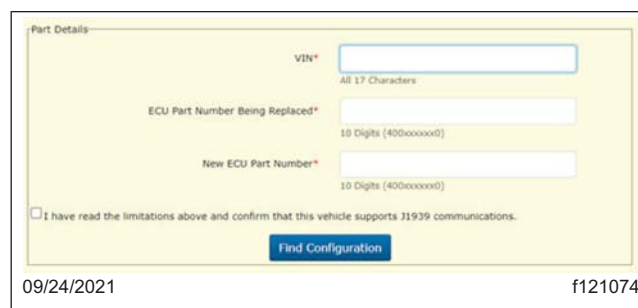 Part Details
VIN*
All 17 Characters
ECU Part Number Being Replaced*
10 Digits (400xxxxxx0)
New ECU Part Number*
10 Digits (400xxxxxx0)
I have read the limitations above and confirm that this vehicle supports J1939 communications.
Find Configuration
09/24/2021 f121074